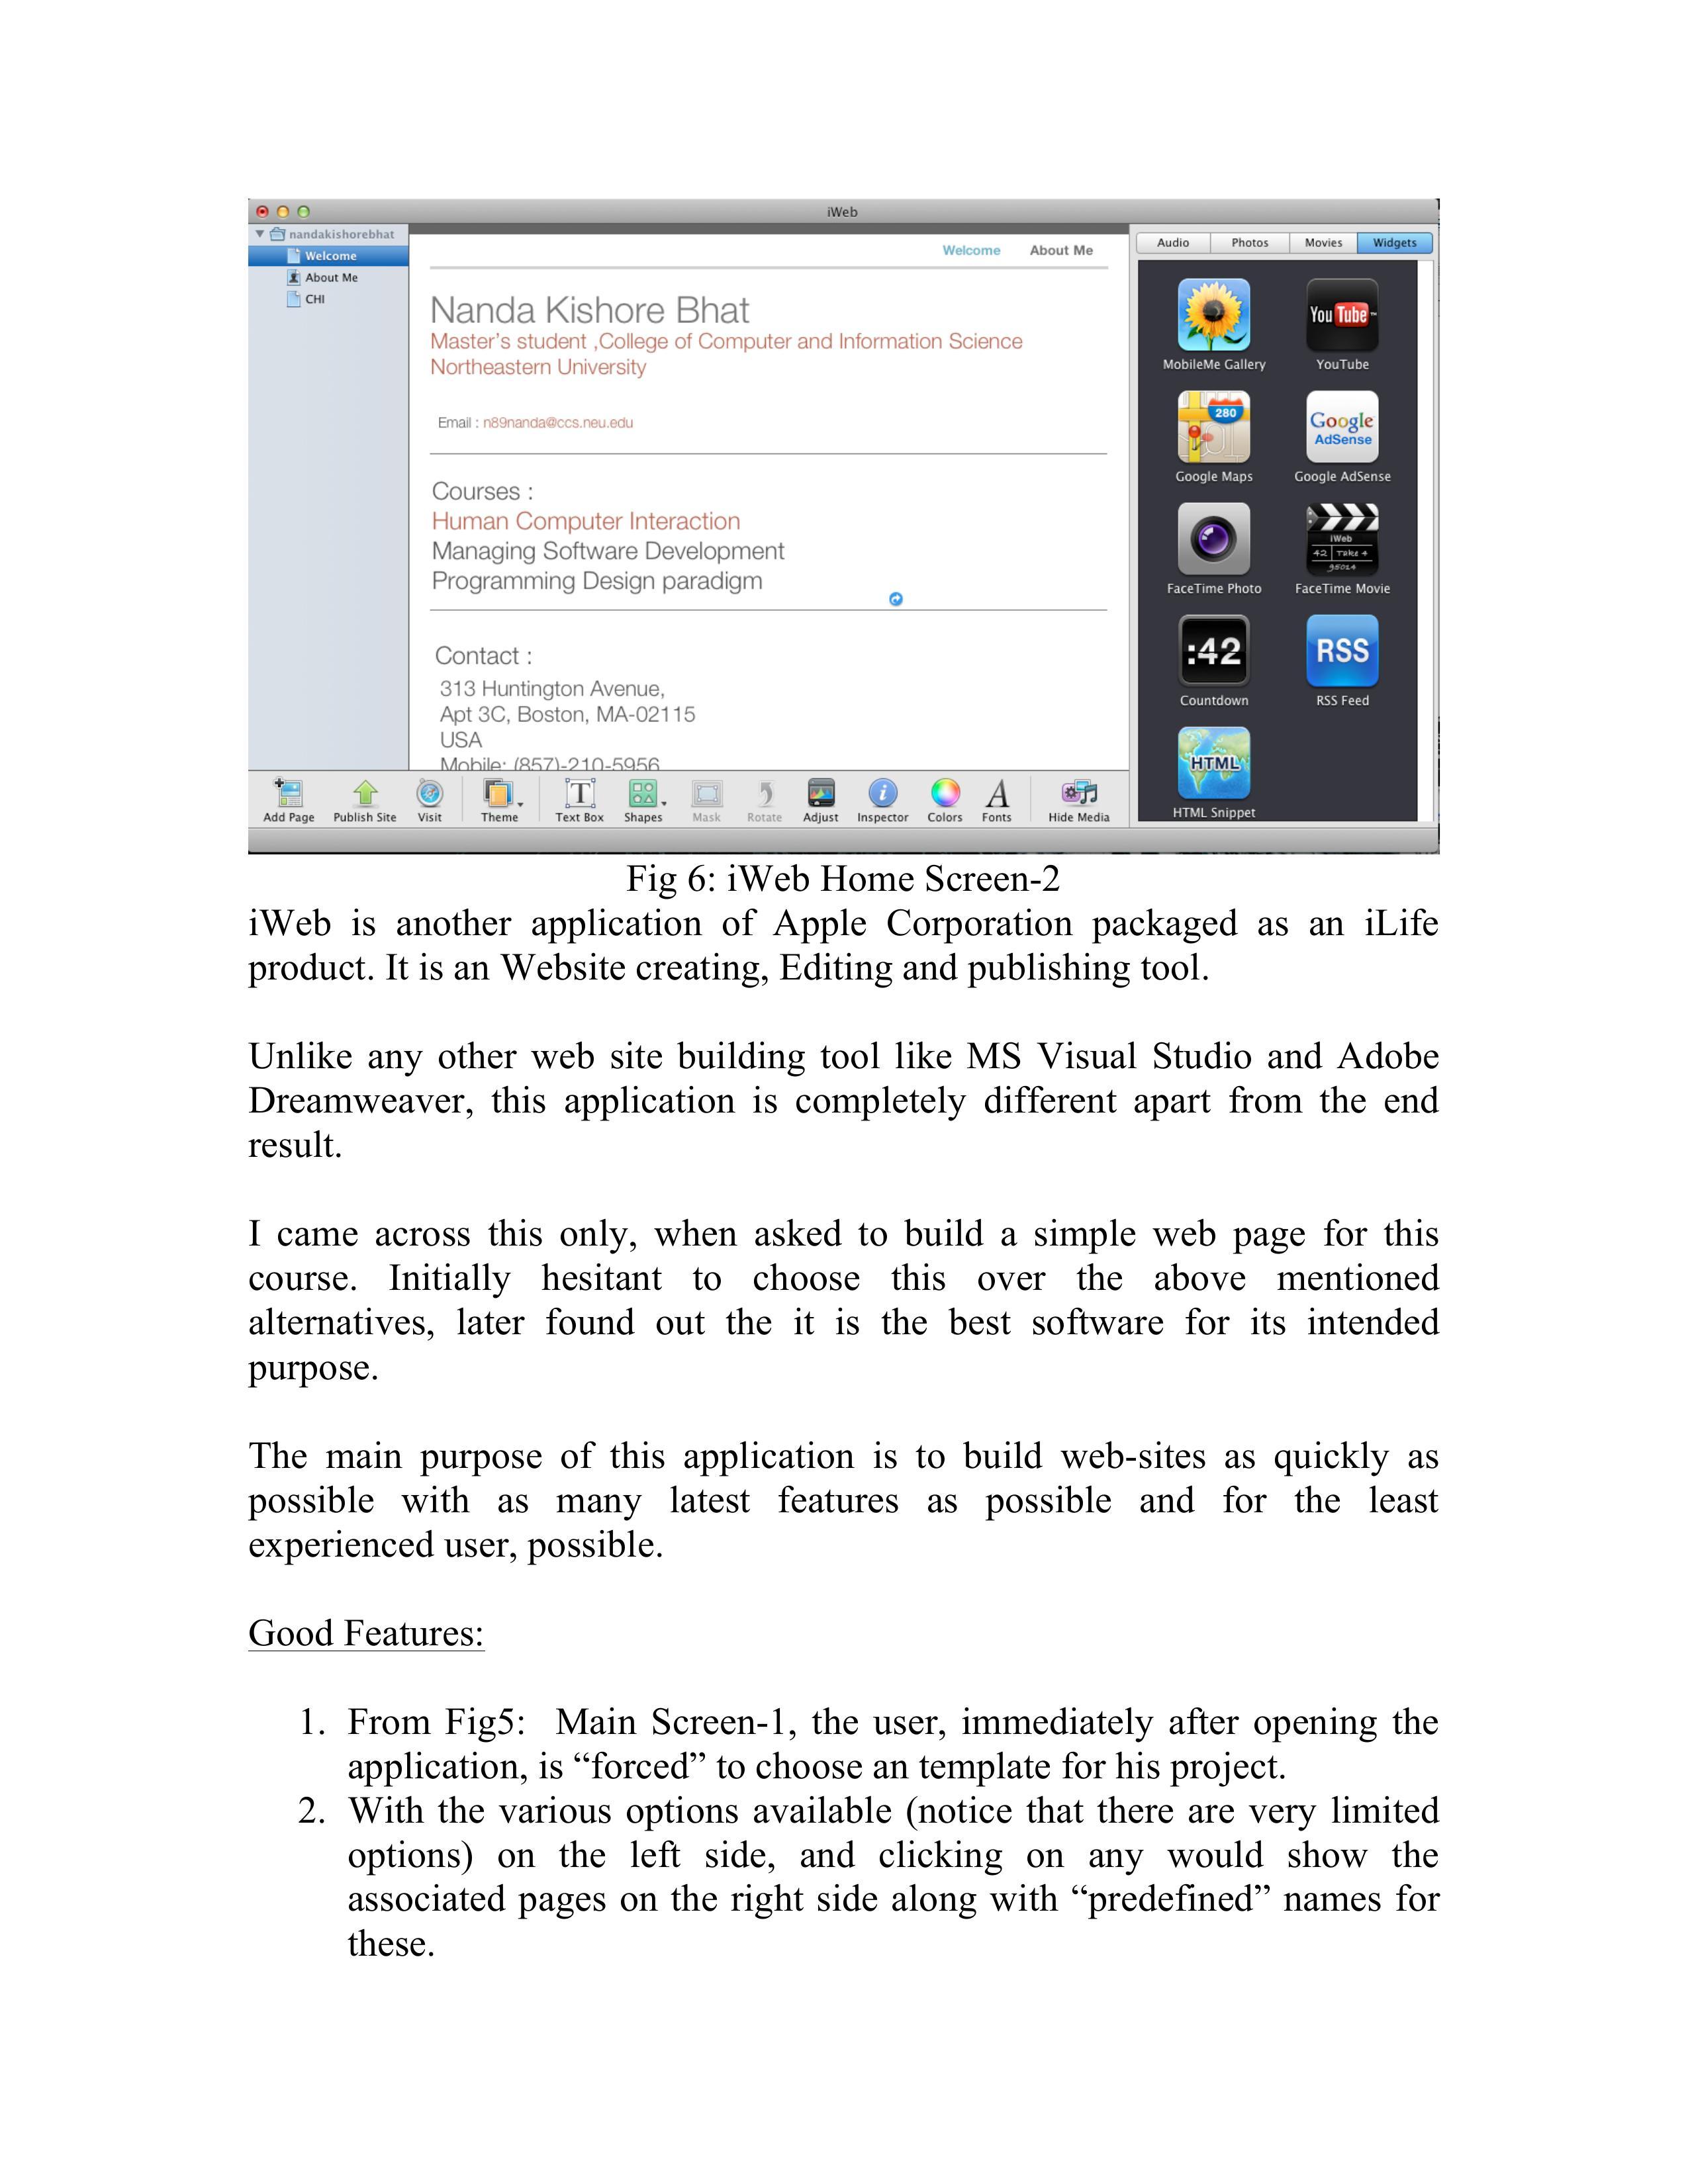 iWeb
nandakishorebhat
Welcome
About Me
CHI
Welcome About Me
Nanda Kishore Bhat
Master's student ,College of Computer and Information Science
Northeastern University
Email : n89nanda@ccs.neu.edu
Courses :
Human Computer Interaction
Managing Software Development
Programming Design paradigm
Contact :
313 Huntington Avenue,
Apt 3C, Boston, MA-02115
USA
Mobile: (857)-210-5956
Audio Photos Movies Widgets
You Tube
MobileMe Gallery YouTube
280
Google AdSense
Google Maps Google AdSense
iWeb
42 Take 4
95014
FaceTime Photo FaceTime Movie
:42 RSS
Countdown RSS Feed
HTML
HTML Snippet
Add Page Publish Site Visit Theme Text Box Shapes Mask Rotate Adjust Inspector Colors Fonts Hide Media
Fig 6: iWeb Home Screen-2
iWeb is another application of Apple Corporation packaged as an iLife
product. It is an Website creating, Editing and publishing tool.
Unlike any other web site building tool like MS Visual Studio and Adobe
Dreamweaver, this application is completely different apart from the end
result.
I came across this only, when asked to build a simple web page for this
course. Initially hesitant to choose this over the above mentioned
alternatives, later found out the it is the best software for its intended
purpose.
The main purpose of this application is to build web-sites as quickly as
possible with as many latest features as possible and for the least
experienced user, possible.
Good Features:
1. From Fig5: Main Screen-1, the user, immediately after opening the
application, is “forced” to choose an template for his project.
2. With the various options available (notice that there are very limited
options) on the left side, and clicking on any would show the
associated pages on the right side along with “predefined” names for
these.